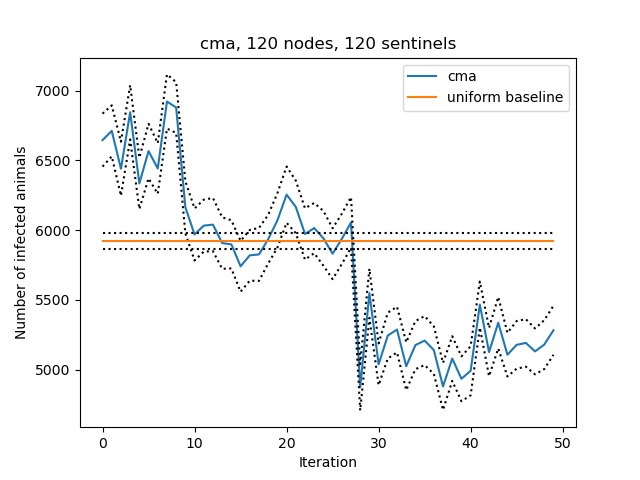 cma, 120 nodes, 120 sentinels
cma
uniform baseline
Number of infected animals
7000
6500
6000
5500
5000
0 10 20 30 40 50
Iteration